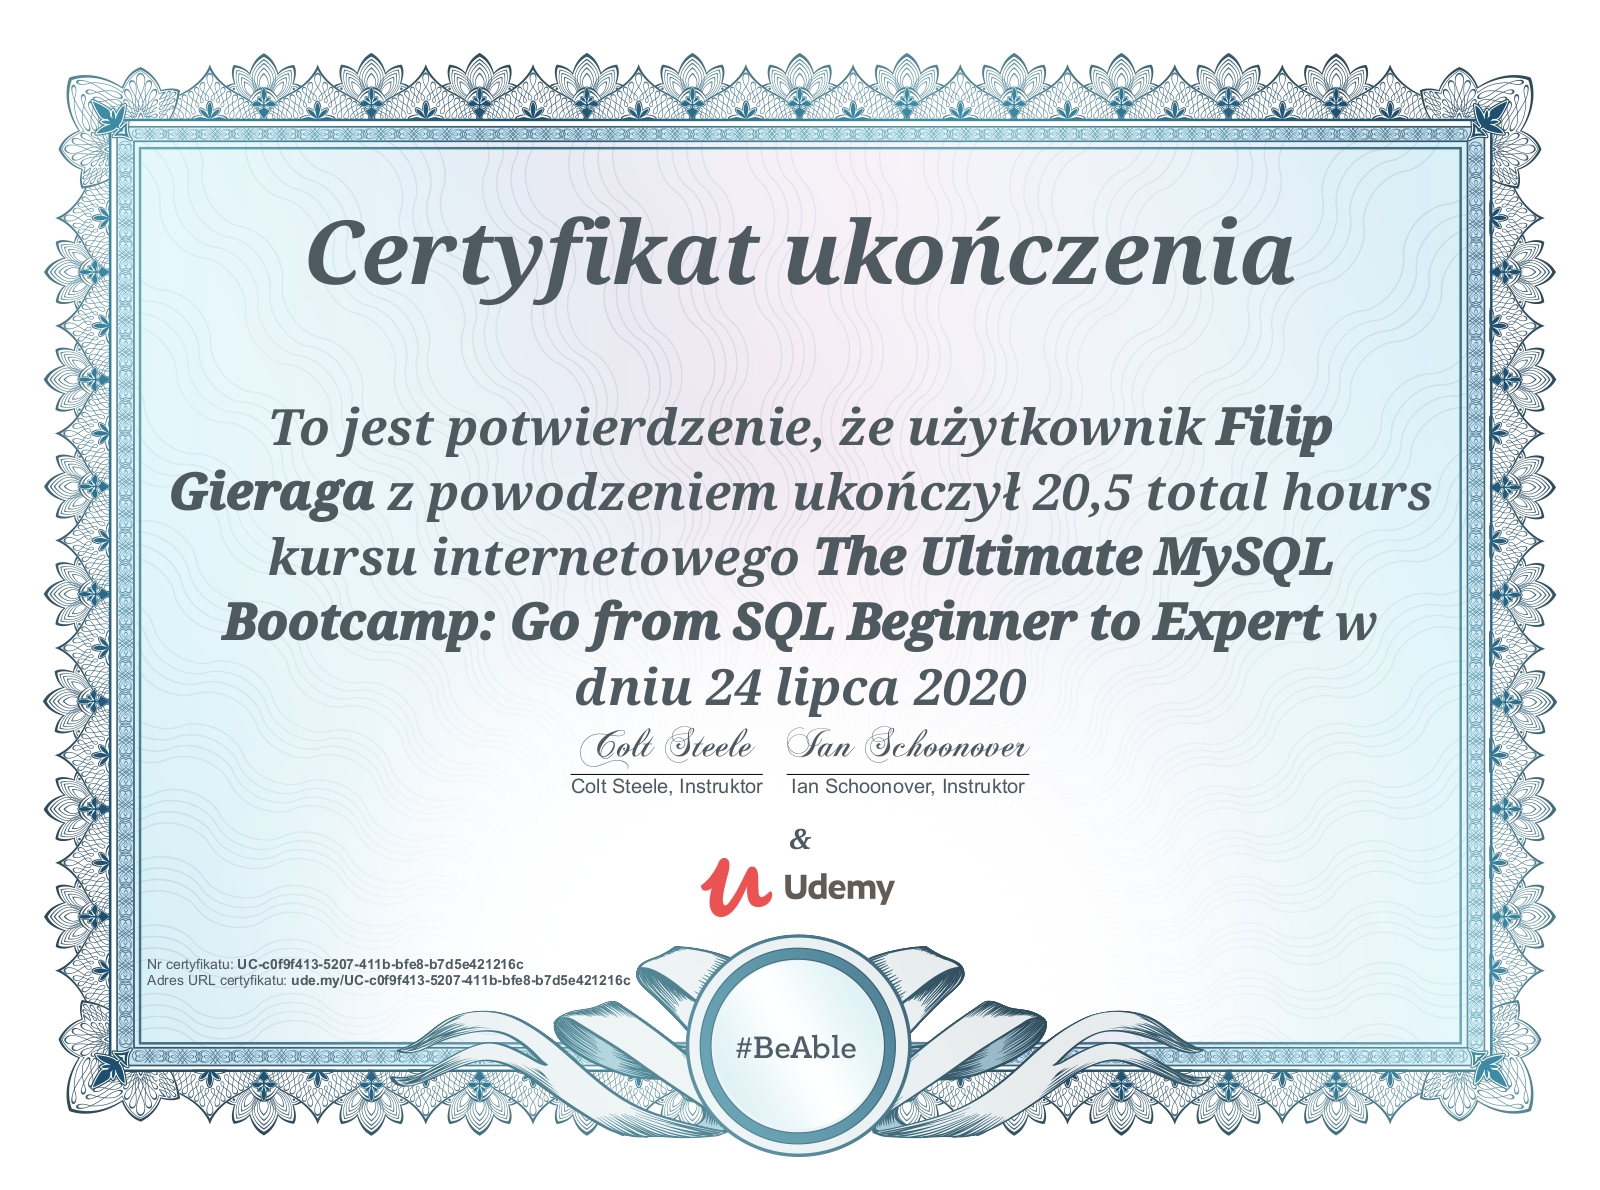 Certyfikat ukończenia
To jest potwierdzenie, że użytkownik Filip
Gieraga z powodzeniem ukończył 20,5 total hours
kursu internetowego The Ultimate MySQL
Bootcamp: Go from SQL Beginner to Expert w
dniu 24 lipca 2020
Colt Steele Ian Schoonover
Colt Steele, Instruktor Ian Schoonover, Instruktor
&
Udemy
Nr certyfikatu: UC-c0f9f413-5207-411b-bfe8-b7d5e421216c
Adres URL certyfikatu: ude.my/UC-c0f9f413-5207-411b-bfe8-b7d5e421216c
#BeAble